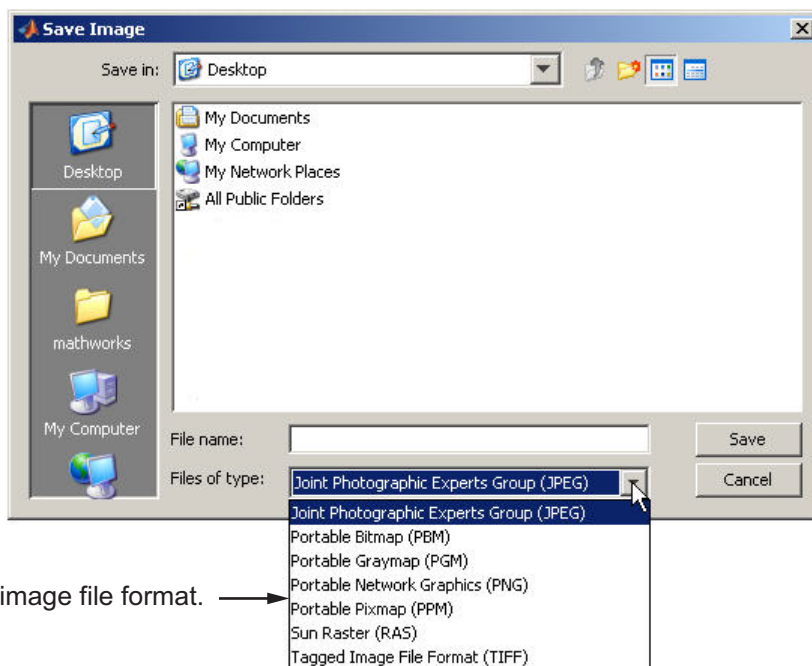 Save Image
Save in:
Desktop
My Documents
My Computer
My Network Places
All Public Folders
Desktop
My Documents
mathworks
My Computer
File name:
Save
Files of type:
Joint Photographic Experts Group (JPEG)
Cancel
Joint Photographic Experts Group (JPEG)
Portable Bitmap (PBM)
Portable Graymap (PGM)
Portable Network Graphics (PNG)
image file format.
Portable Pixmap (PPM)
Sun Raster (RAS)
Tagged Image File Format (TIFF)